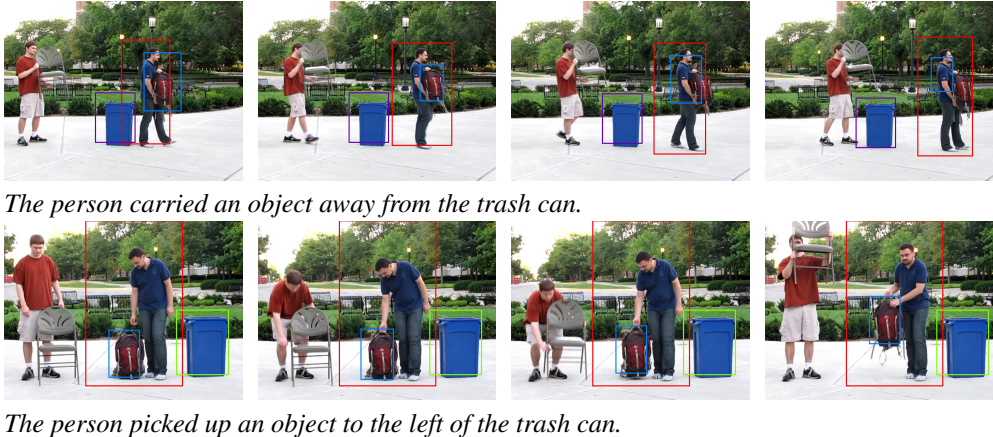 The person carried an object away from the trash can.
The person picked up an object to the left of the trash can.